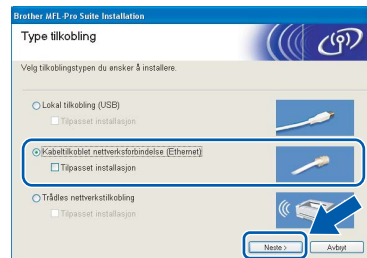 Brother MFL-Pro Suite Installation
Type tilkobling
Velg tilkoblingstypen du ønsker å installere.
Lokal tilkobling (USB)
Tilpasset installasjon
Kabeltilkoblet nettverksforbindelse (Ethernet)
Tilpasset installasjon
Trådløs nettverkstilkobling
Tilpasset installasjon
Neste > Avbryt